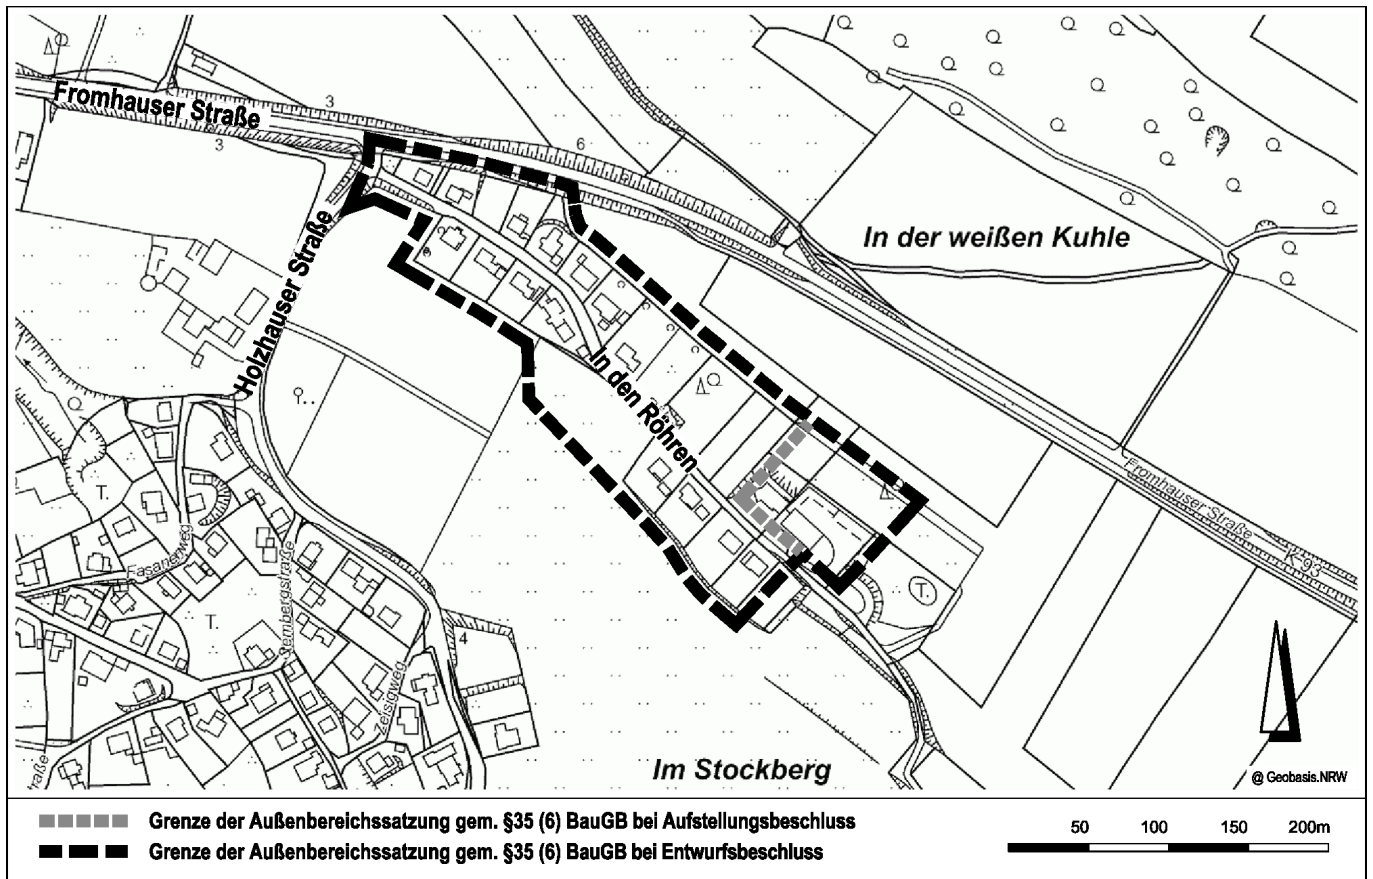 Fromhauser Straße
3
3
6
In der weißen Kuhle
Holzhauser Straße
In den Röhren
Fromhauser Straße
K 93
T.
Fasanenweg
Rembergstraße
T.
T.
4
Zeisigweg
Im Stockberg
@ Geobasis.NRW
Grenze der Außenbereichssatzung gem. §35 (6) BauGB bei Aufstellungsbeschluss
Grenze der Außenbereichssatzung gem. §35 (6) BauGB bei Entwurfsbeschluss
50 100 150 200m